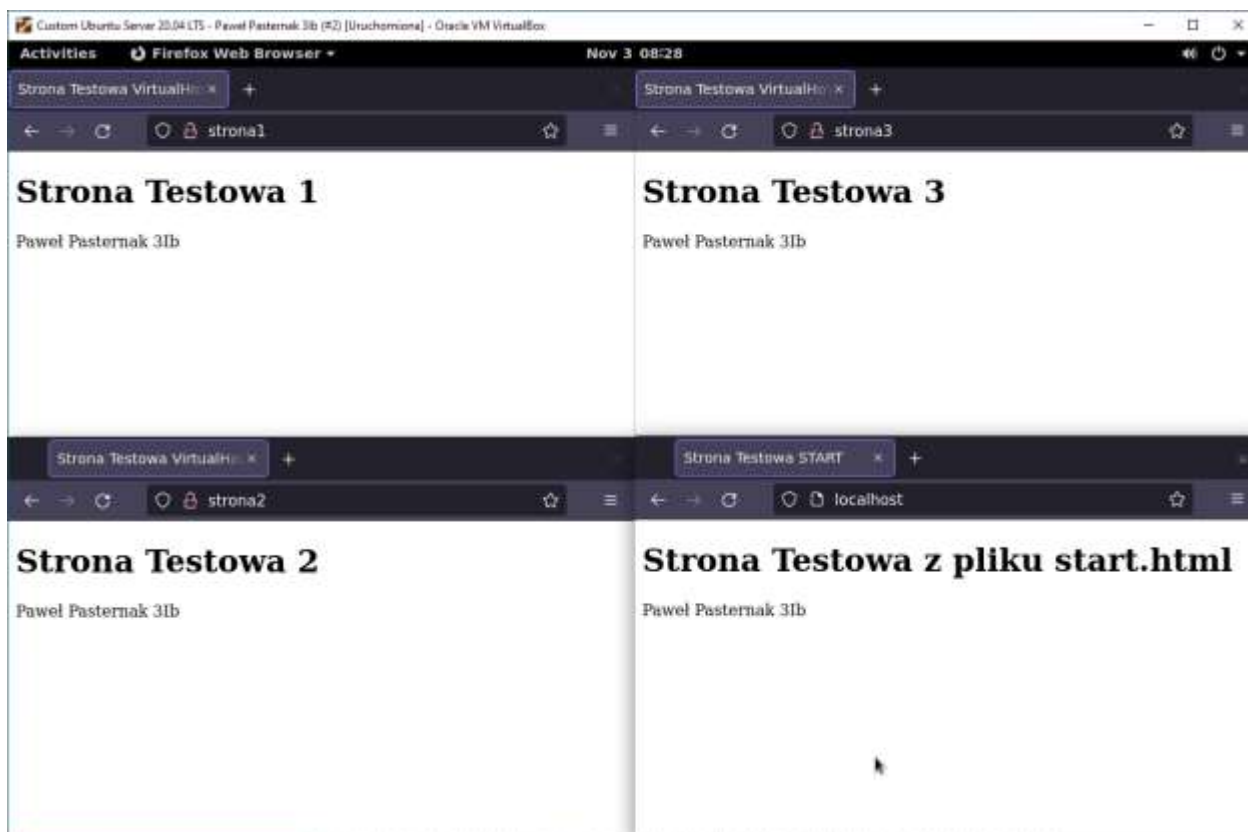 Custom Ubuntu Server 20.04 LTS - Paweł Pasternak 3Ib (#2) [Uruchomiona] - Oracle VM VirtualBox
Activities Firefox Web Browser Nov 3 08:28
Strona Testowa
strona1
Strona Testowa 1
Paweł Pasternak 3Ib
Strona Testowa
strona3
Strona Testowa 3
Paweł Pasternak 3Ib
Strona Testowa
strona2
Strona Testowa 2
Paweł Pasternak 3Ib
Strona Testowa START
localhost
Strona Testowa z pliku start.html
Paweł Pasternak 3Ib